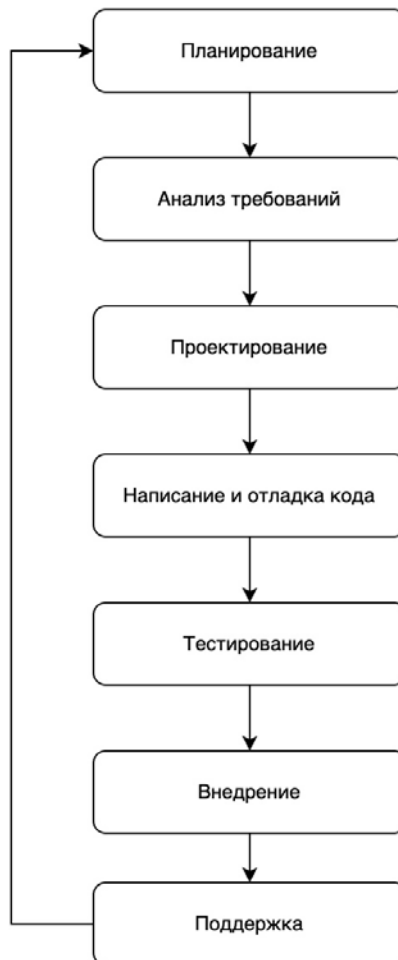 Планирование
Анализ требований
Проектирование
Написание и отладка кода
Тестирование
Внедрение
Поддержка